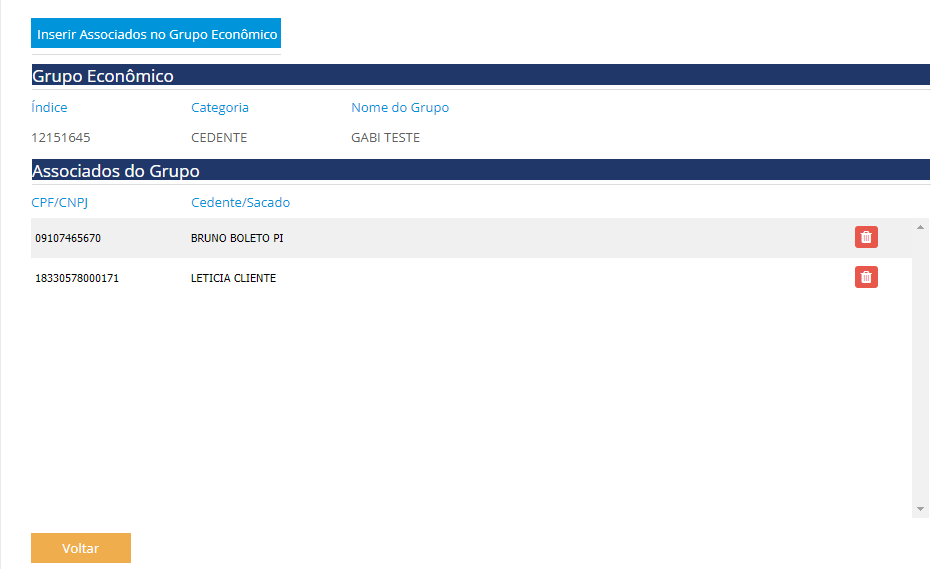 Inserir Associados no Grupo Econômico
Grupo Econômico
Índice Categoria Nome do Grupo
12151645 CEDENTE GABI TESTE
Associados do Grupo
CPF/CNPJ Cedente/Sacado
09107465670 BRUNO BOLETO PI
18330578000171 LETICIA CLIENTE
Voltar